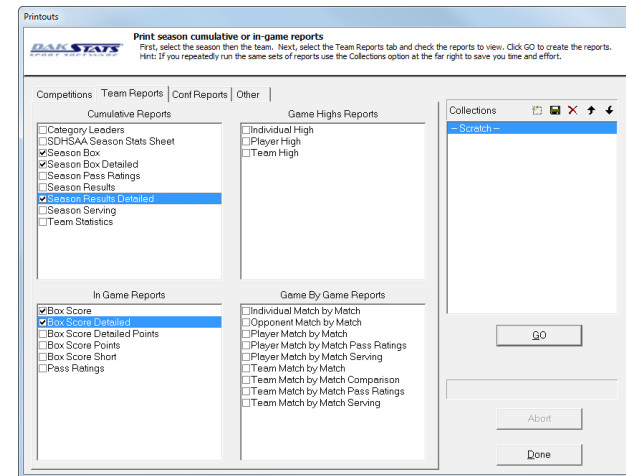 Printouts
DAK STATS
SPORT SOFTWARE
Print season cumulative or in-game reports
First, select the season then the team. Next, select the Team Reports tab and check the reports to view. Click GO to create the reports.
Hint: If you repeatedly run the same sets of reports use the Collections option at the far right to save you time and effort.
Competitions Team Reports Conf Reports Other
Cumulative Reports
Category Leaders
SDHSAA Season Stats Sheet
Season Box
Season Box Detailed
Season Pass Ratings
Season Results
Season Results Detailed
Season Serving
Team Statistics
Game Highs Reports
Individual High
Player High
Team High
In Game Reports
Box Score
Box Score Detailed
Box Score Detailed Points
Box Score Points
Box Score Short
Pass Ratings
Game By Game Reports
Individual Match by Match
Opponent Match by Match
Player Match by Match
Player Match by Match Pass Ratings
Player Match by Match Serving
Team Match by Match
Team Match by Match Comparison
Team Match by Match Pass Ratings
Team Match by Match Serving
Collections
-- Scratch --
GO
Abort
Done